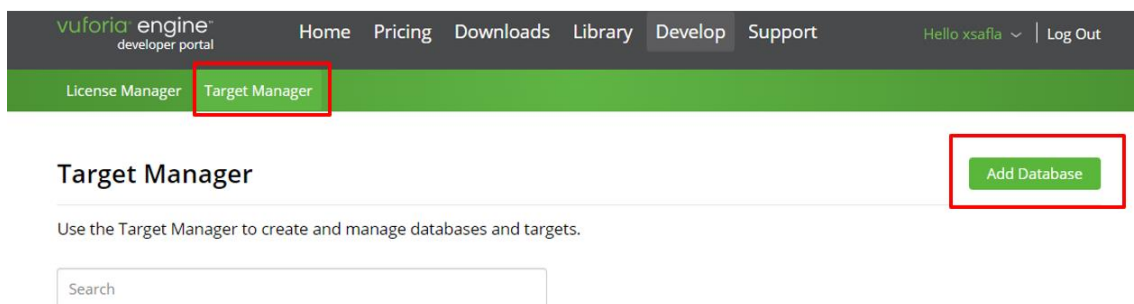 vuforia® engine™
developer portal
Home Pricing Downloads Library Develop Support
Hello xsafla | Log Out
License Manager Target Manager
Target Manager
Add Database
Use the Target Manager to create and manage databases and targets.
Search